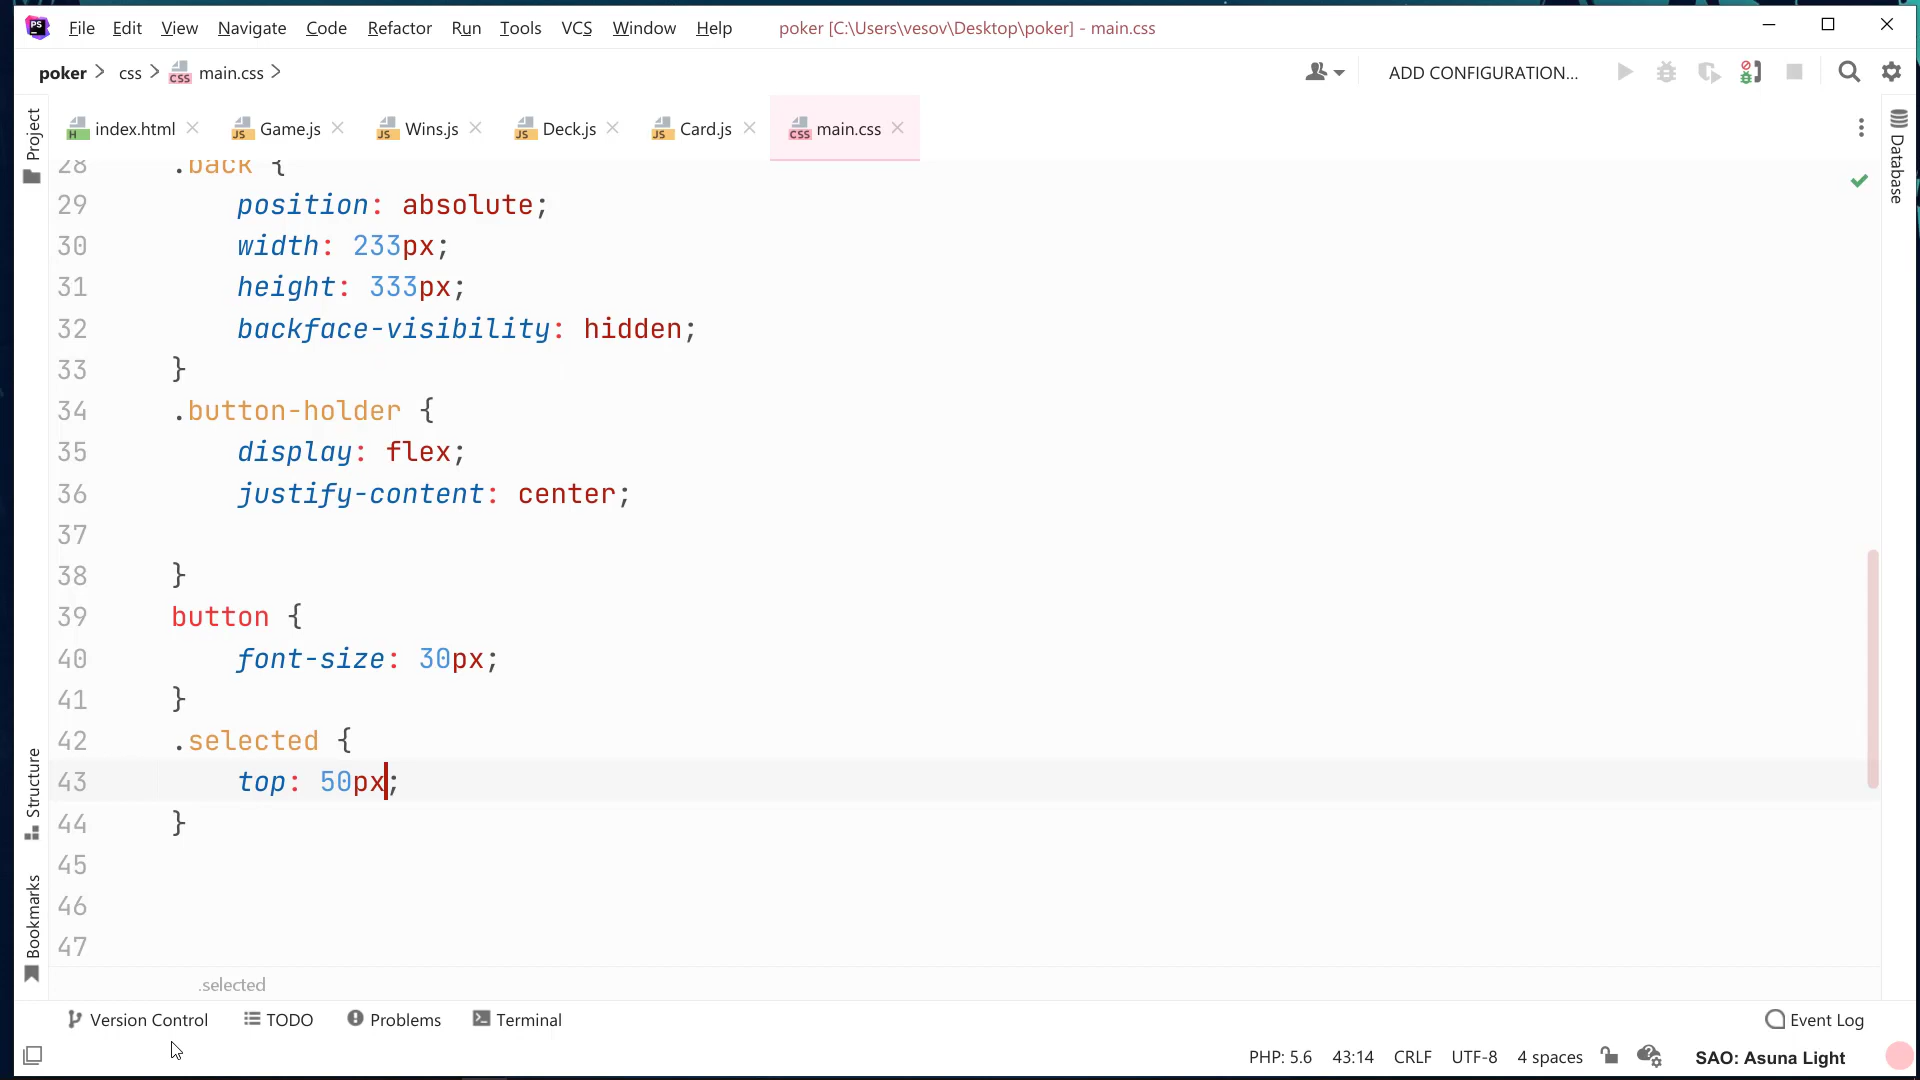 File Edit View Navigate Code Refactor Run Tools VCS Window Help poker [C:\Users\vesov\Desktop\poker] - main.css
poker css main.css ADD CONFIGURATION...
Project
index.html Game.js Wins.js Deck.js Card.js main.css
Database
28 .back {
29 position: absolute;
30 width: 233px;
31 height: 333px;
32 backface-visibility: hidden;
33 }
34 .button-holder {
35 display: flex;
36 justify-content: center;
37
38 }
39 button {
40 font-size: 30px;
41 }
42 .selected {
43 top: 50px;
44 }
45
46
47
Structure
Bookmarks
.selected
Version Control TODO Problems Terminal Event Log
PHP: 5.6 43:14 CRLF UTF-8 4 spaces SAO: Asuna Light